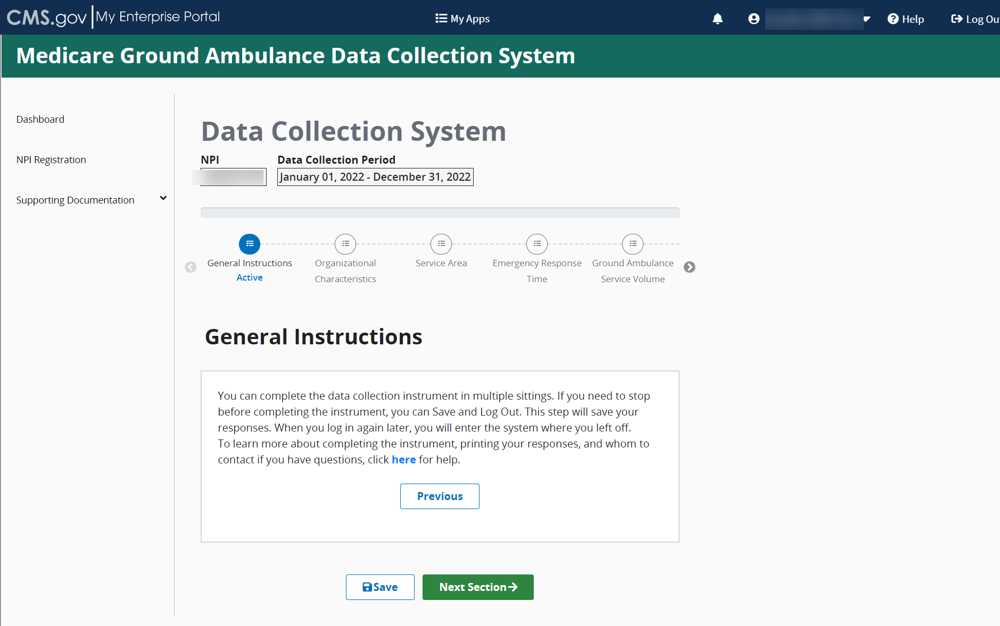 CMS.gov My Enterprise Portal
My Apps
Help
Log Ou
Medicare Ground Ambulance Data Collection System
Dashboard
NPI Registration
Supporting Documentation
Data Collection System
NPI
Data Collection Period
January 01, 2022 - December 31, 2022
General Instructions
Active
Organizational
Characteristics
Service Area
Emergency Response
Time
Ground Ambulance
Service Volume
General Instructions
You can complete the data collection instrument in multiple sittings. If you need to stop
before completing the instrument, you can Save and Log Out. This step will save your
responses. When you log in again later, you will enter the system where you left off.
To learn more about completing the instrument, printing your responses, and whom to
contact if you have questions, click here for help.
Previous
Save
Next Section